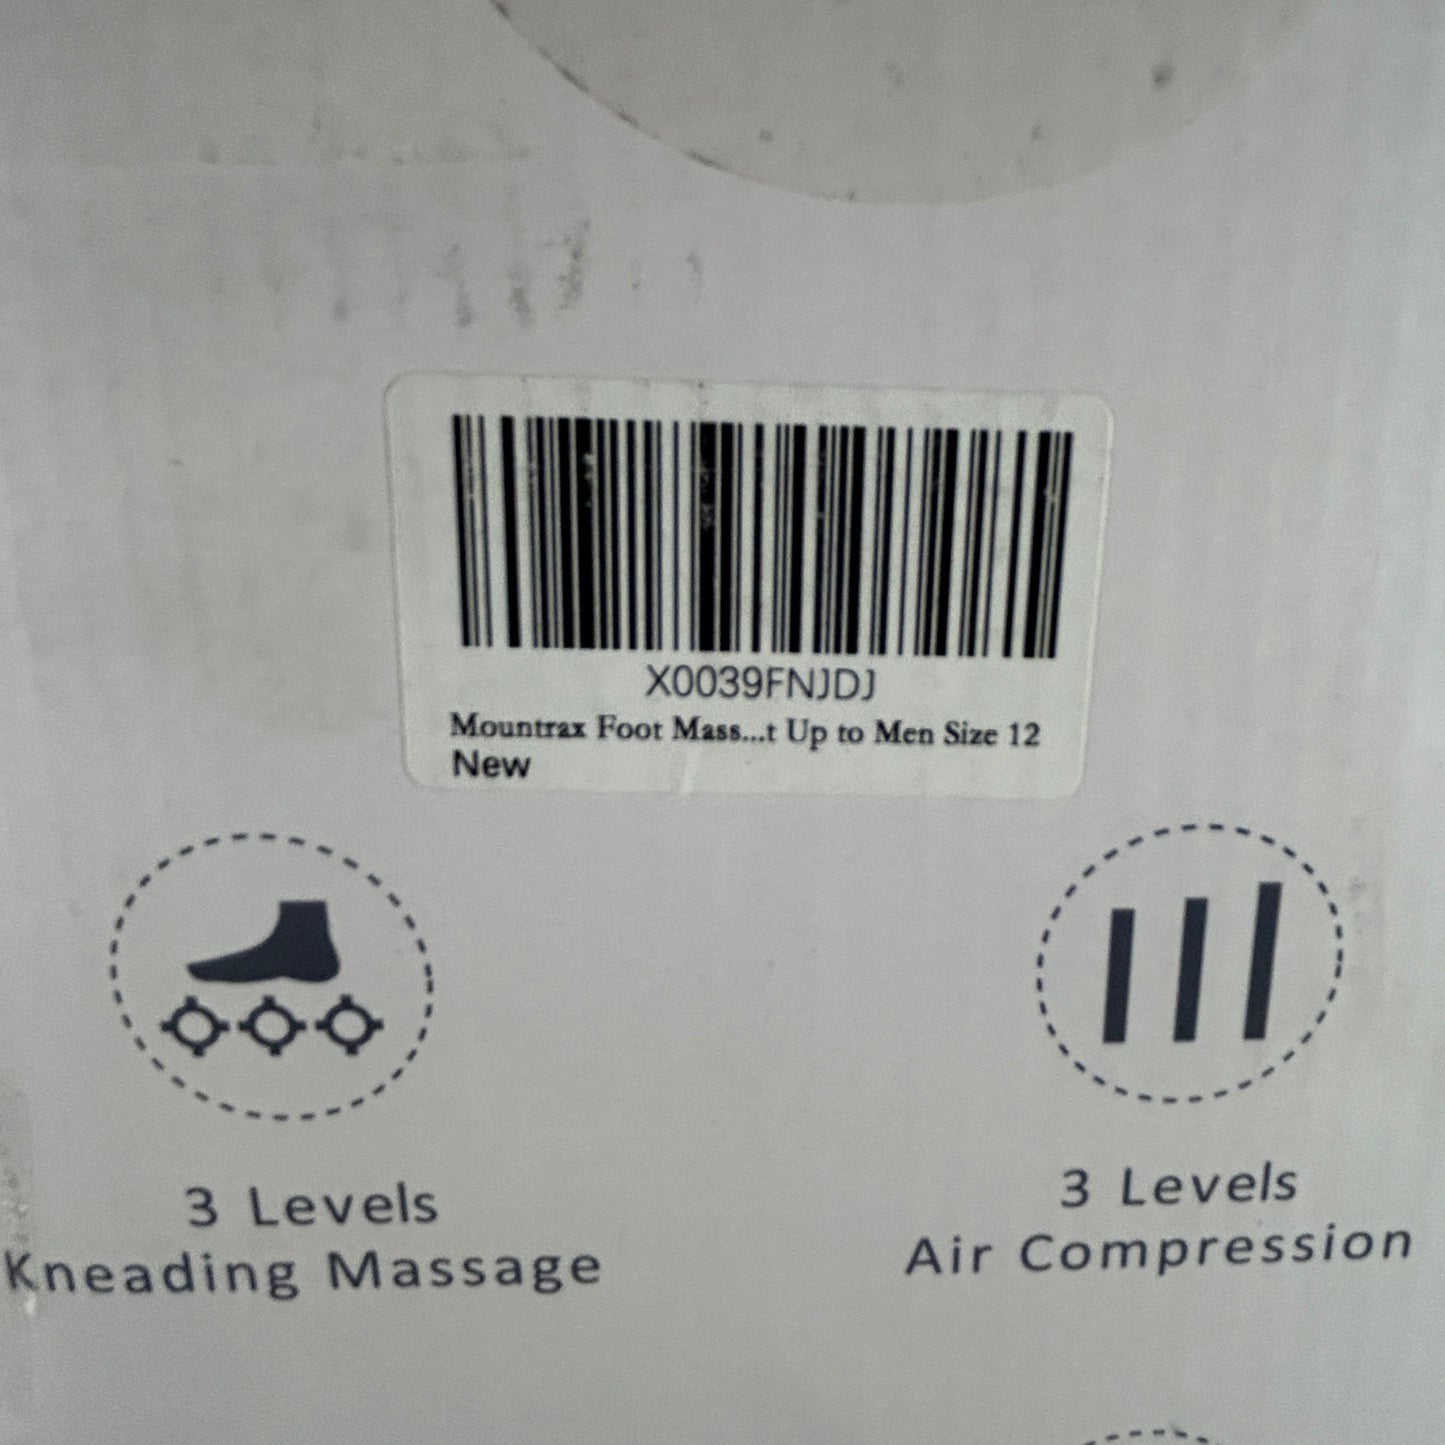 X0039FNJDJ
Mountrax Foot Mass...t Up to Men Size 12
New
3 Levels
Kneading Massage
3 Levels
Air Compression